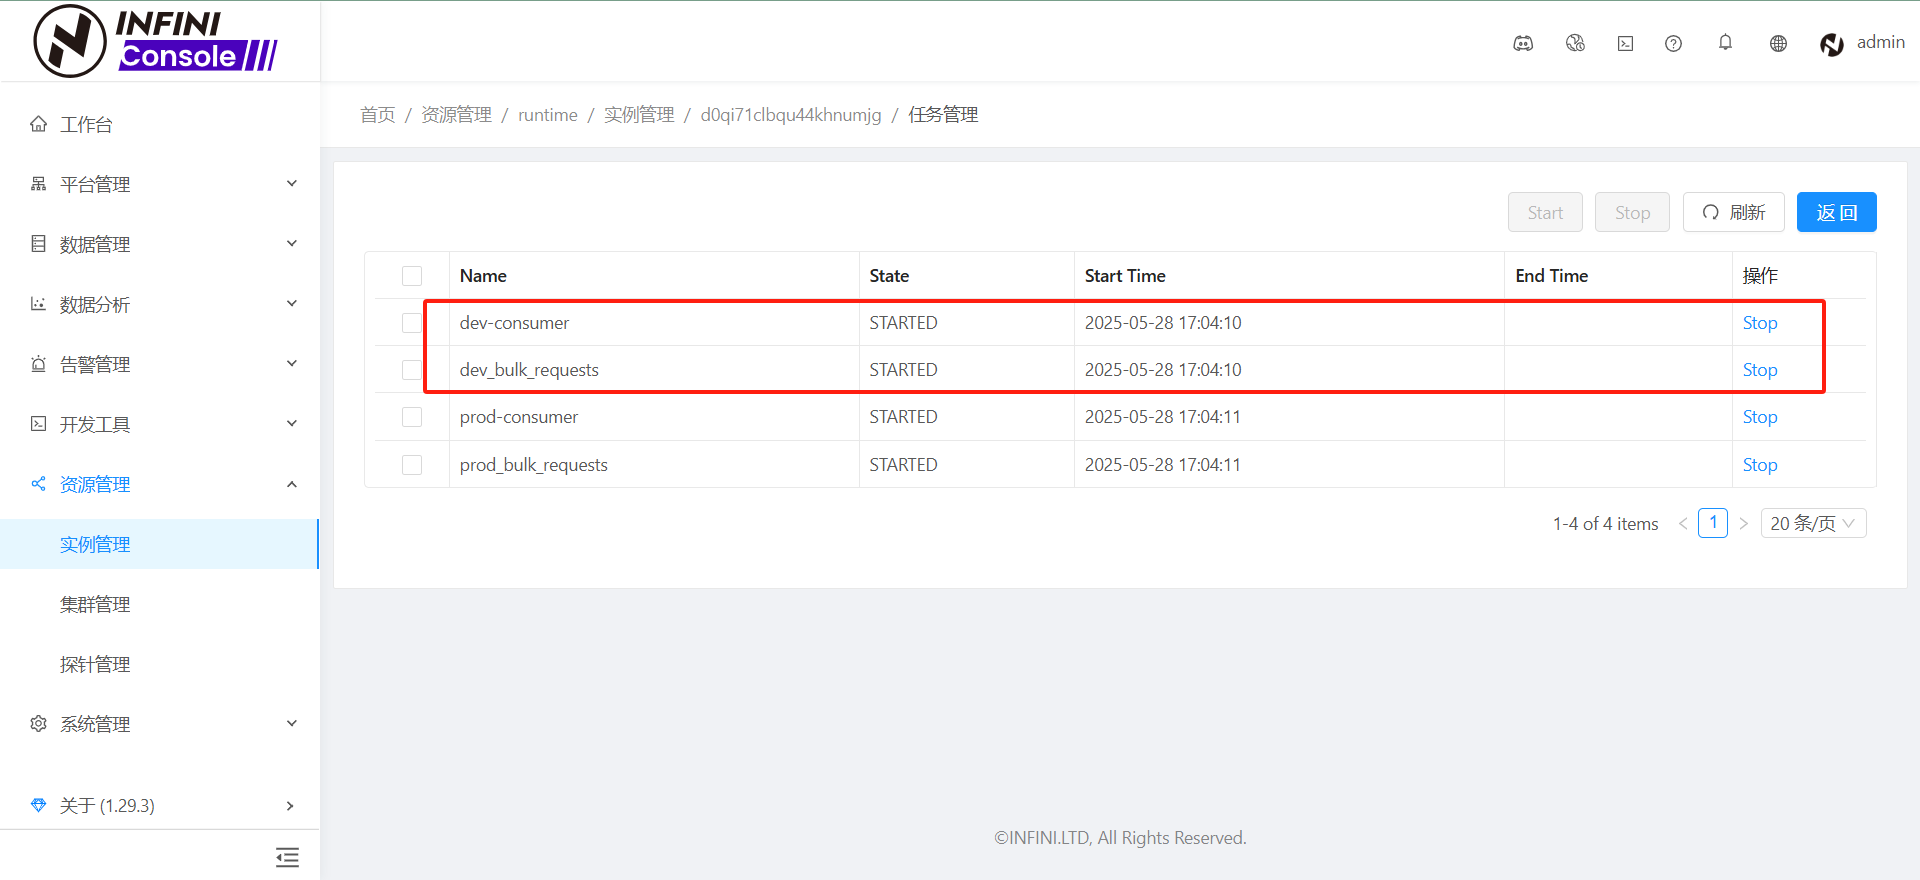 INFINI
Console
admin
工作台
平台管理
数据管理
数据分析
告警管理
开发工具
资源管理
实例管理
集群管理
探针管理
系统管理
关于 (1.29.3)
首页 / 资源管理 / runtime / 实例管理 / d0qi71clbqu44khnumjg / 任务管理
Start Stop 刷新 返 回
Name State Start Time End Time 操作
dev-consumer STARTED 2025-05-28 17:04:10 Stop
dev_bulk_requests STARTED 2025-05-28 17:04:10 Stop
prod-consumer STARTED 2025-05-28 17:04:11 Stop
prod_bulk_requests STARTED 2025-05-28 17:04:11 Stop
1-4 of 4 items < 1 > 20 条/页
©INFINI.LTD, All Rights Reserved.